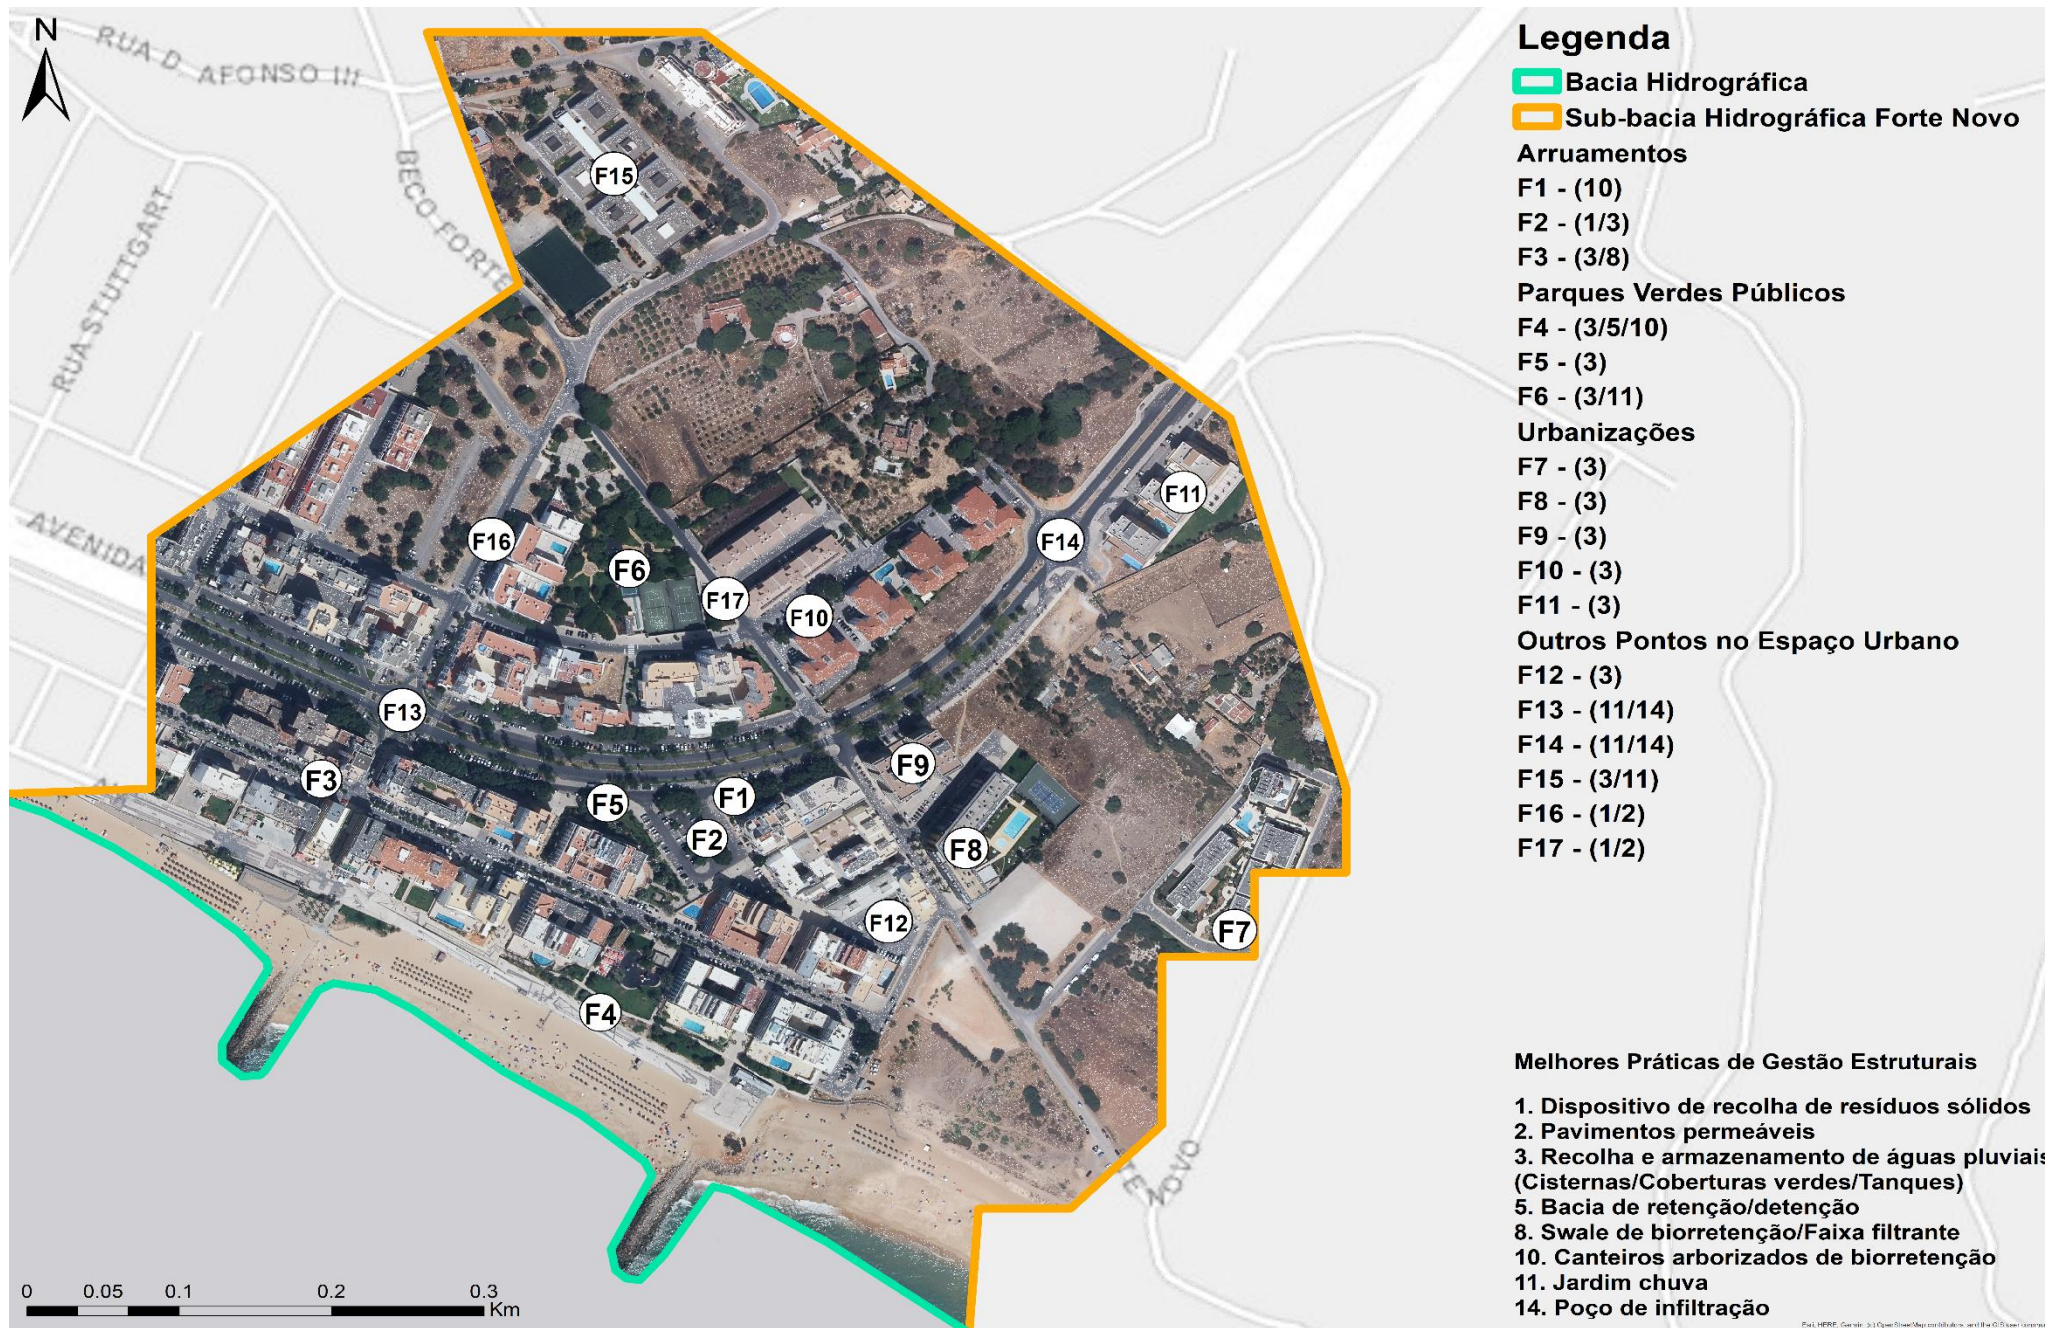 N
RUA D. AFONSO III
BECO FORTE
RUA STUTTGART
AVENIDA
F15
F11
F16
F14
F6
F17
F10
F13
F3
F9
F5
F1
F2
F8
F12
F7
F4
NOVO
0 0.05 0.1 0.2 0.3
Km
Legenda
Bacia Hidrográfica
Sub-bacia Hidrográfica Forte Novo
Arruamentos
F1 - (10)
F2 - (1/3)
F3 - (3/8)
Parques Verdes Públicos
F4 - (3/5/10)
F5 - (3)
F6 - (3/11)
Urbanizações
F7 - (3)
F8 - (3)
F9 - (3)
F10 - (3)
F11 - (3)
Outros Pontos no Espaço Urbano
F12 - (3)
F13 - (11/14)
F14 - (11/14)
F15 - (3/11)
F16 - (1/2)
F17 - (1/2)
Melhores Práticas de Gestão Estruturais
1. Dispositivo de recolha de resíduos sólidos
2. Pavimentos permeáveis
3. Recolha e armazenamento de águas pluviais
(Cisternas/Coberturas verdes/Tanques)
5. Bacia de retenção/detenção
8. Swale de biorretenção/Faixa filtrante
10. Canteiros arborizados de biorretenção
11. Jardim chuva
14. Poço de infiltração